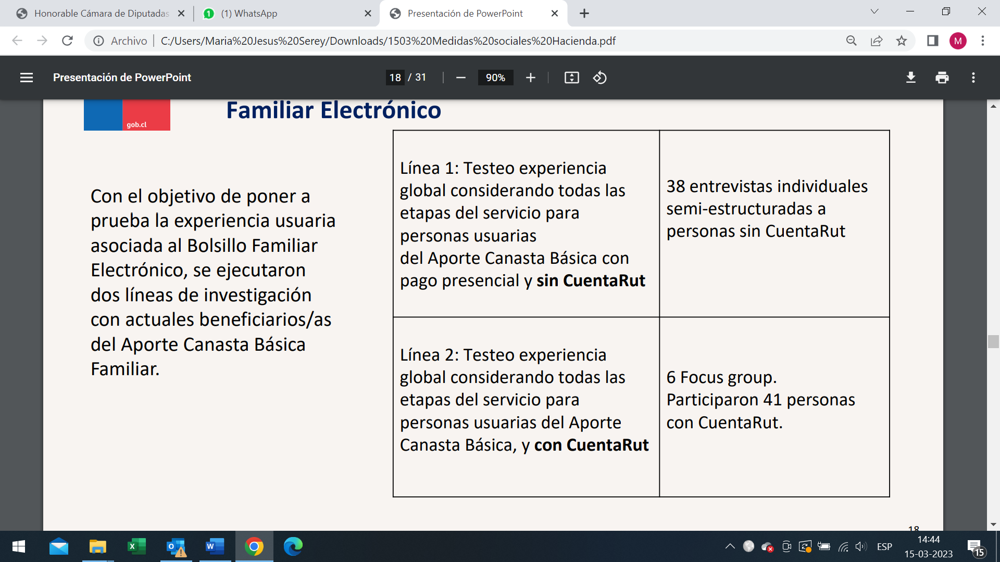 Honorable Cámara de Diputadas
(1) WhatsApp
Presentación de PowerPoint
Archivo
C:/Users/Maria%20Jesus%20Serey/Downloads/1503%20Medidas%20sociales%20Hacienda.pdf
M
Presentación de PowerPoint
18 / 31
90%
gob.cl
Familiar Electrónico
Con el objetivo de poner a
prueba la experiencia usuaria
asociada al Bolsillo Familiar
Electrónico, se ejecutaron
dos líneas de investigación
con actuales beneficiarios/as
del Aporte Canasta Básica
Familiar.
Línea 1: Testeo experiencia
global considerando todas las
etapas del servicio para
personas usuarias
del Aporte Canasta Básica con
pago presencial y sin CuentaRut
38 entrevistas individuales
semi-estructuradas a
personas sin CuentaRut
Línea 2: Testeo experiencia
global considerando todas las
etapas del servicio para
personas usuarias del Aporte
Canasta Básica, y con CuentaRut
6 Focus group.
Participaron 41 personas
con CuentaRut.
18
ESP
14:44
15-03-2023
15